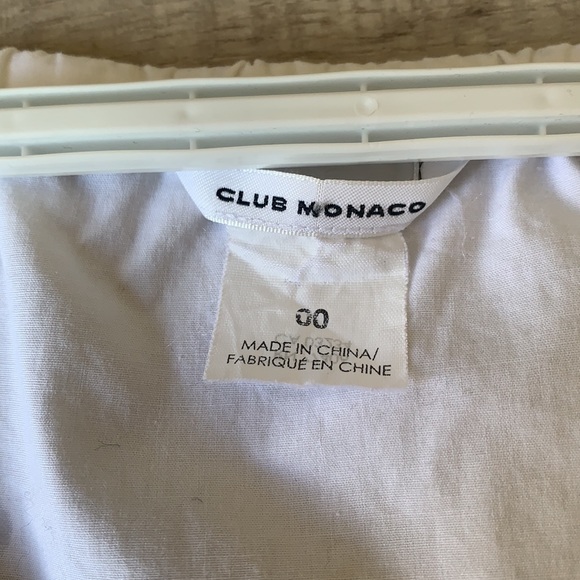 CLUB MONACO
00
MADE IN CHINA/
FABRIQUÉ EN CHINE